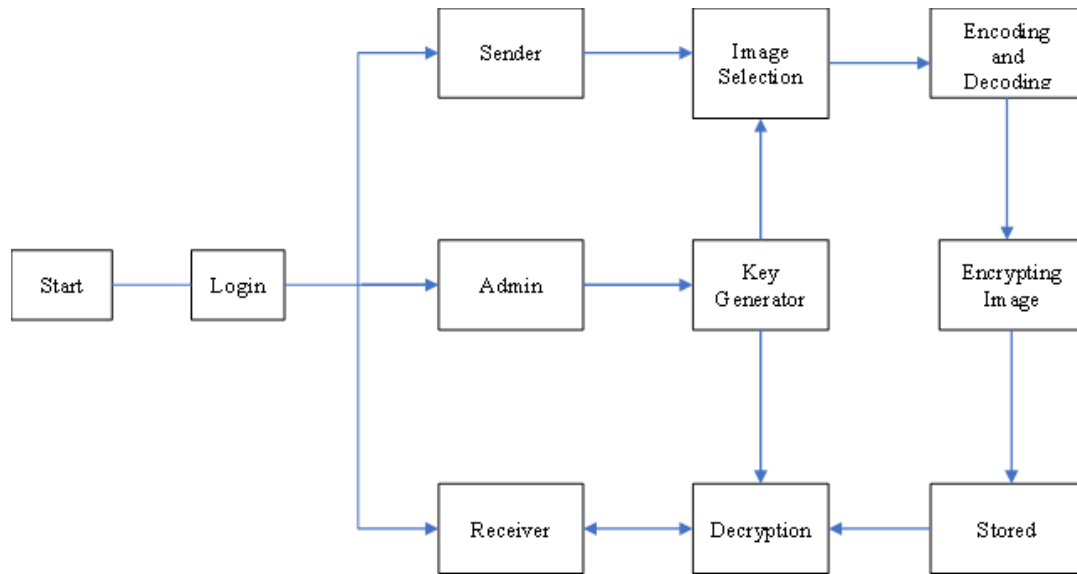 Sender
Image
Selection
Encoding
and
Decoding
Start
Login
Admin
Key
Generator
Encrypting
Image
Receiver
Decryption
Stored